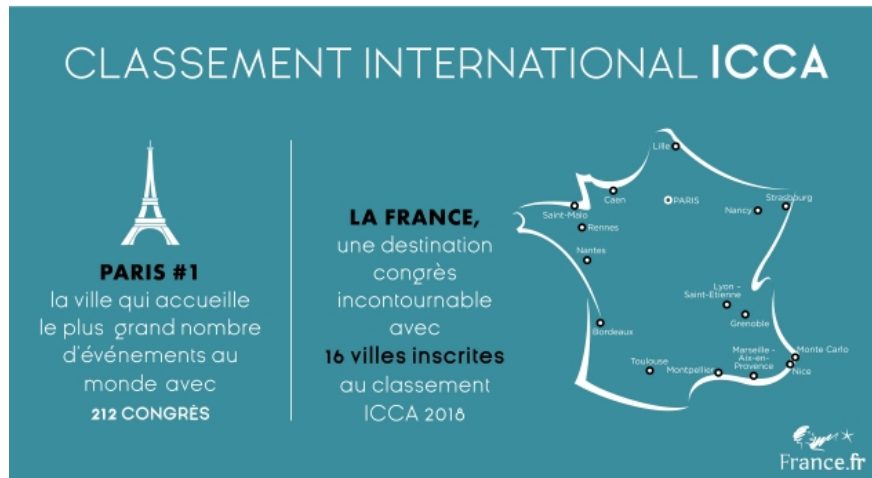 CLASSEMENT INTERNATIONAL ICCA
PARIS #1
la ville qui accueille
le plus grand nombre
d'événements au
monde avec
212 CONGRÈS
LA FRANCE,
une destination
congrès
incontournable
avec
16 villes inscrites
au classement
ICCA 2018
Lille
Caen
PARIS
Strasbourg
Nancy
Saint-Malo
Rennes
Nantes
Lyon -
Saint-Etienne
Grenoble
Bordeaux
Toulouse
Montpellier
Marseille -
Aix-en-
Provence
Monte Carlo
Nice
France.fr